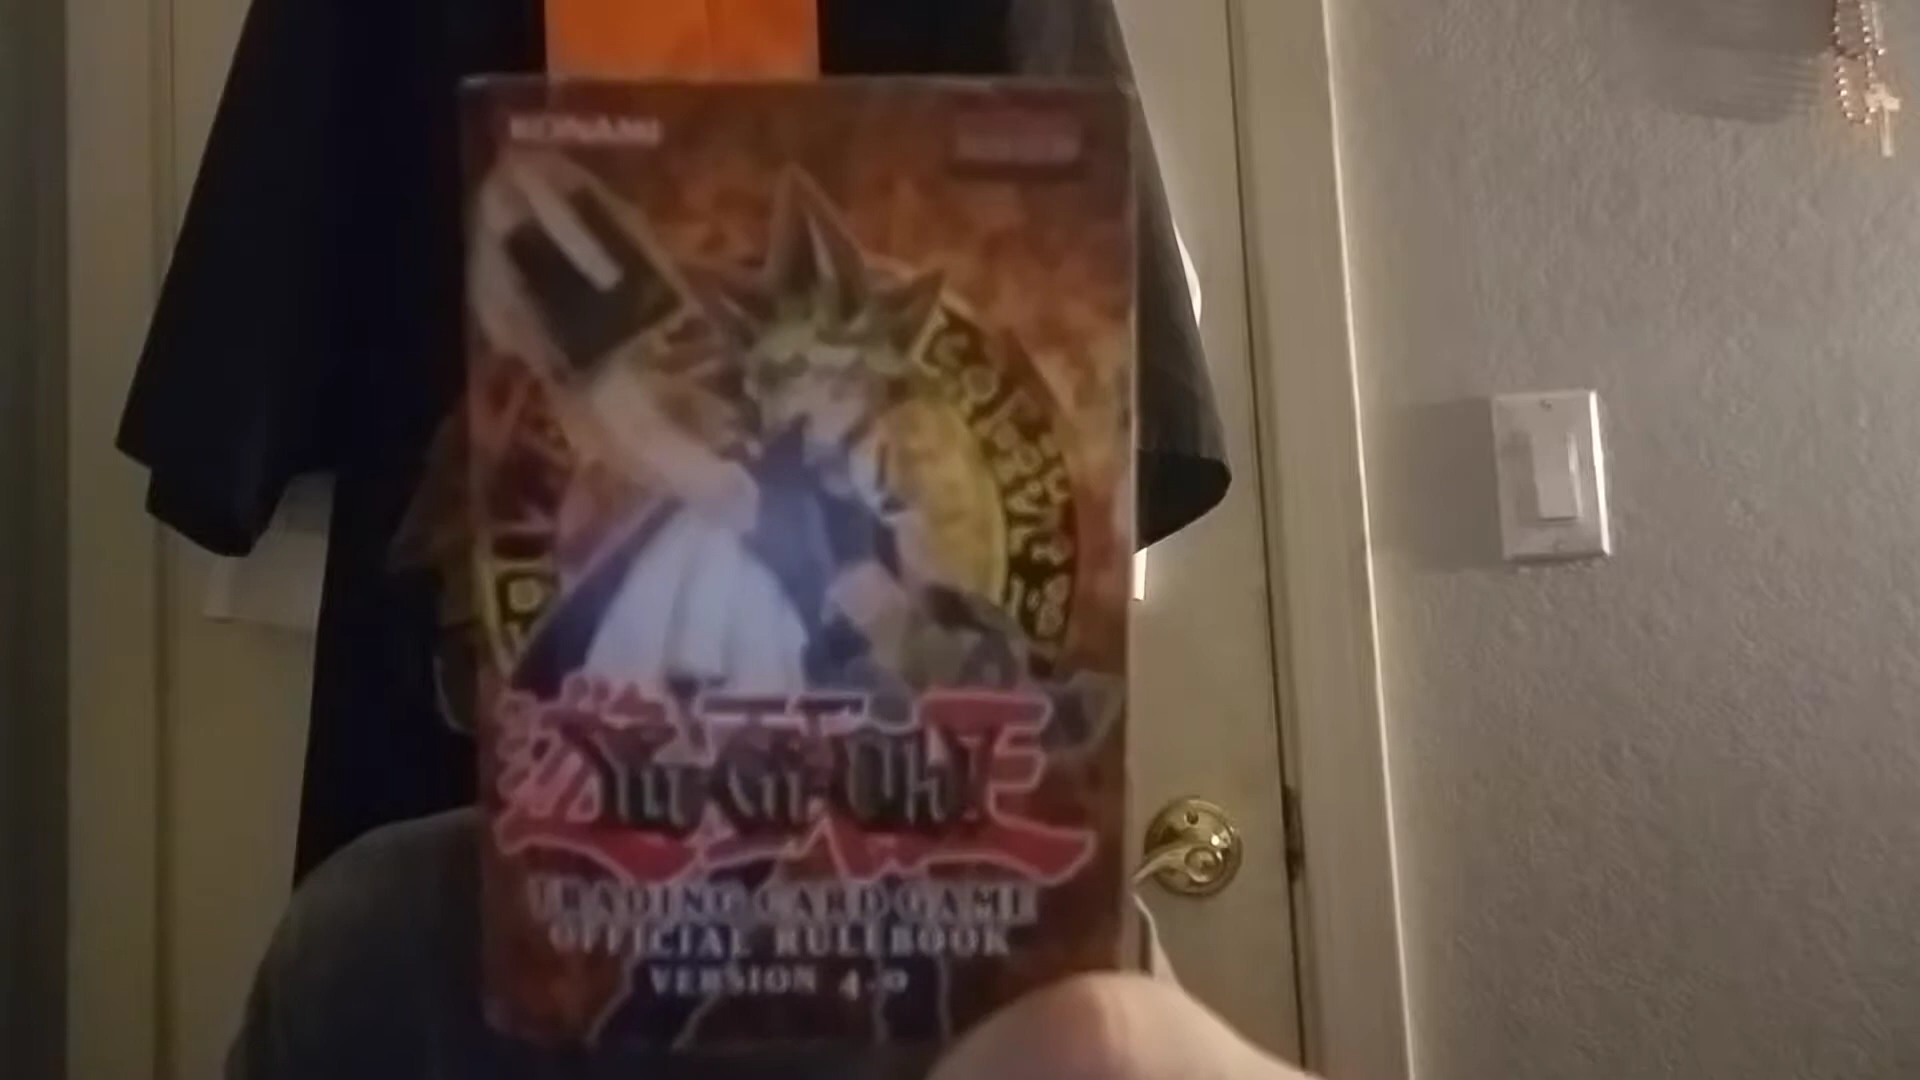 KONAMI
Yu-Gi-Oh!
TRADING CARD GAME
OFFICIAL RULEBOOK
VERSION 4.0